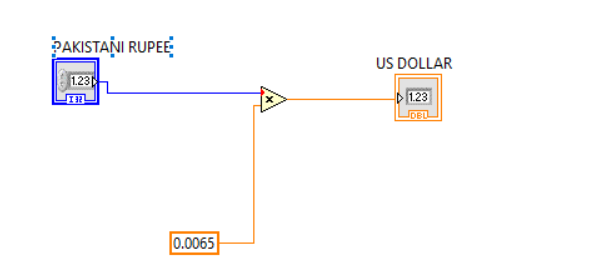 PAKISTANI RUPEE
US DOLLAR
1.23
I32
×
1.23
DBL
0.0065